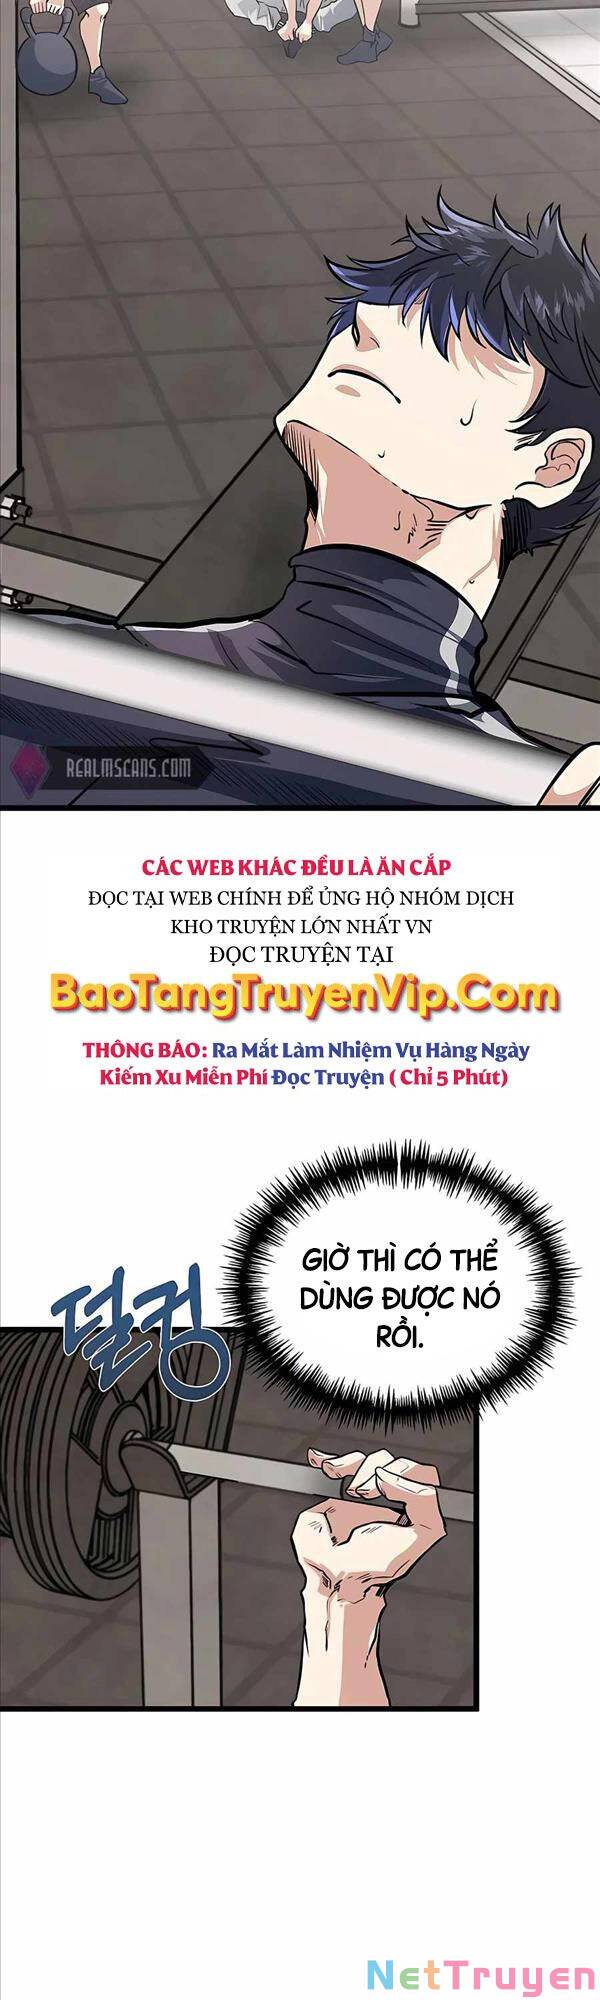 REALMSCANS.COM
CÁC WEB KHÁC ĐỀU LÀ ĂN CẮP
ĐỌC TẠI WEB CHÍNH ĐỂ ỦNG HỘ NHÓM DỊCH
KHO TRUYỆN LỚN NHẤT VN
ĐỌC TRUYỆN TẠI
BaoTangTruyenVip.Com
THÔNG BÁO: Ra Mắt Làm Nhiệm Vụ Hàng Ngày
Kiếm Xu Miễn Phí Đọc Truyện ( Chỉ 5 Phút)
GIỜ THÌ CÓ THỂ
DÙNG ĐƯỢC NÓ
RỒI.
덜컹
NetTruyen